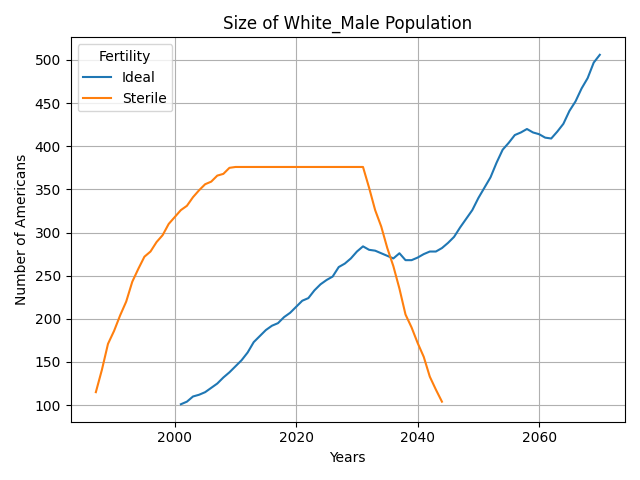 Size of White_Male Population
Fertility
Ideal
Sterile
Number of Americans
500
450
400
350
300
250
200
150
100
2000
2020
2040
2060
Years